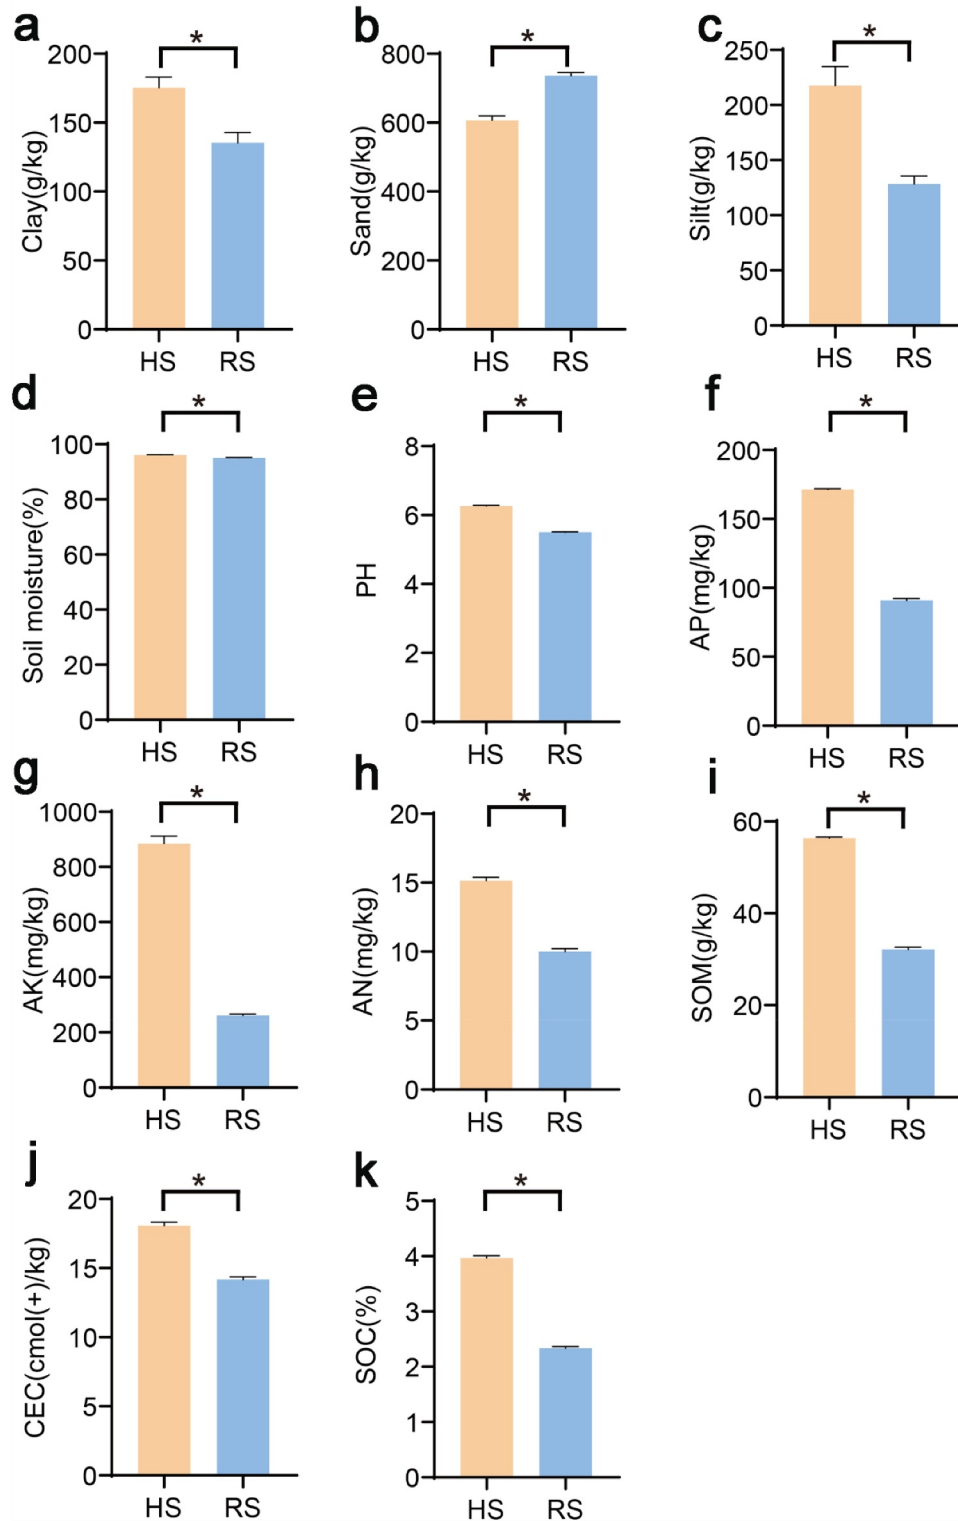 a
*
200
150
100
50
0
Clay(g/kg)
HS RS
b
*
800
600
400
200
0
Sand(g/kg)
HS RS
c
*
250
200
150
100
50
0
Silt(g/kg)
HS RS
d
*
100
80
60
40
20
0
Soil moisture(%)
HS RS
e
*
8
6
4
2
0
PH
HS RS
f
*
200
150
100
50
0
AP(mg/kg)
HS RS
g
*
1000
800
600
400
200
0
AK(mg/kg)
HS RS
h
*
20
15
10
5
0
AN(mg/kg)
HS RS
i
*
60
40
20
0
SOM(g/kg)
HS RS
j
*
20
15
10
5
0
CEC(cmol(+)/kg)
HS RS
k
*
5
4
3
2
1
0
SOC(%)
HS RS